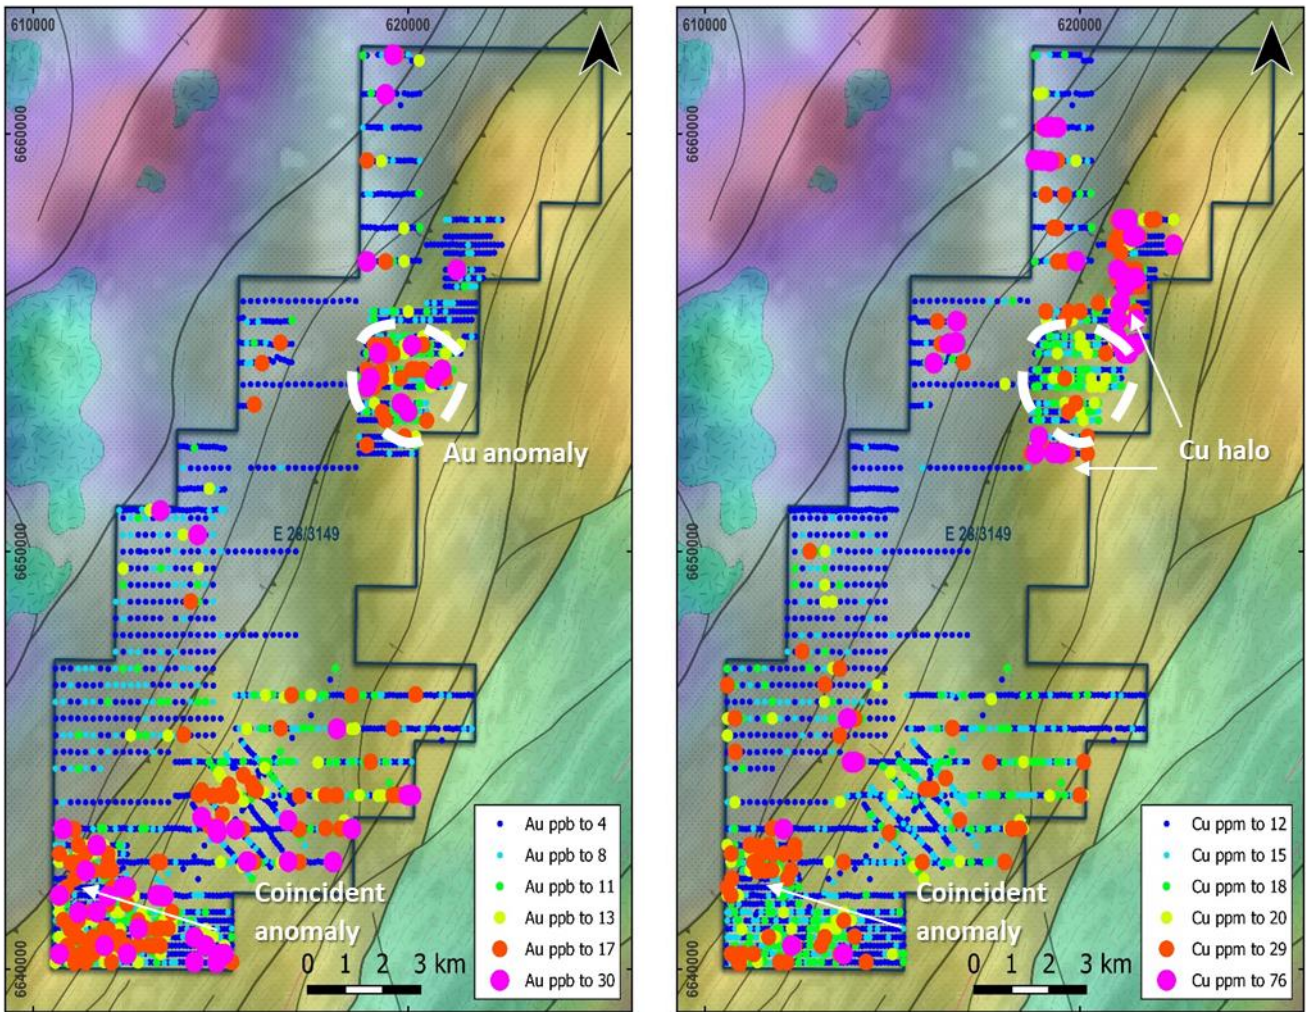 610000
620000
6660000
Au anomaly
E 28/3149
6650000
Coincident
anomaly
0 1 2 3 km
6640000
Au ppb to 4
Au ppb to 8
Au ppb to 11
Au ppb to 13
Au ppb to 17
Au ppb to 30
610000
620000
6660000
Cu halo
E 28/3149
6650000
Coincident
anomaly
0 1 2 3 km
6640000
Cu ppm to 12
Cu ppm to 15
Cu ppm to 18
Cu ppm to 20
Cu ppm to 29
Cu ppm to 76